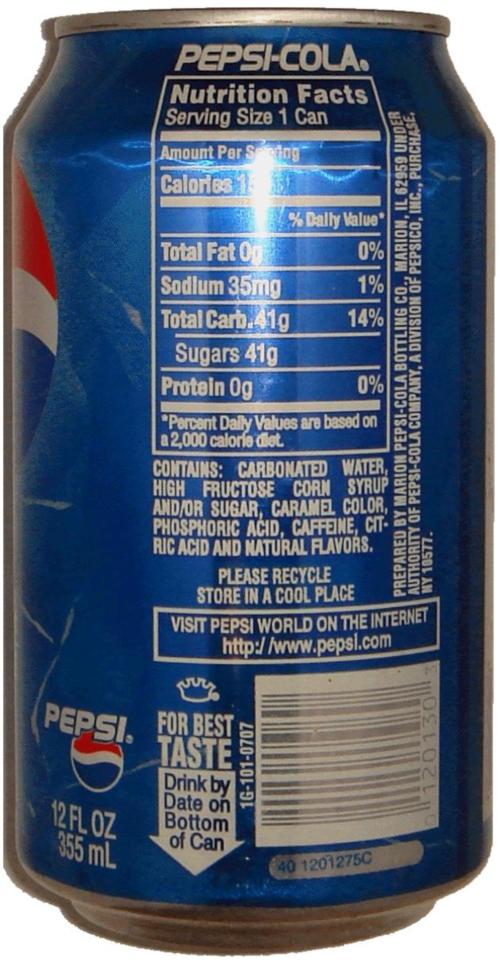 PEPSI-COLA®
Nutrition Facts
Serving Size 1 Can
Amount Per Serving
Calories
% Daily Value*
Total Fat 0g 0%
Sodium 35mg 1%
Total Carb. 41g 14%
Sugars 41g
Protein 0g 0%
*Percent Daily Values are based on
a 2,000 calorie diet.
CONTAINS: CARBONATED WATER,
HIGH FRUCTOSE CORN SYRUP
AND/OR SUGAR, CARAMEL COLOR,
PHOSPHORIC ACID, CAFFEINE, CIT-
RIC ACID AND NATURAL FLAVORS.
PREPARED BY MARION PEPSI-COLA BOTTLING CO., MARION, IL 62959 UNDER
AUTHORITY OF PEPSI-COLA COMPANY, A DIVISION OF PEPSICO, INC., PURCHASE,
NY 10577.
PLEASE RECYCLE
STORE IN A COOL PLACE
VISIT PEPSI WORLD ON THE INTERNET
http://www.pepsi.com
PEPSI®
12 FL OZ
355 mL
FOR BEST
TASTE
Drink by
Date on
Bottom
of Can
1G-101-0707
0 120130 3
40 1201275C